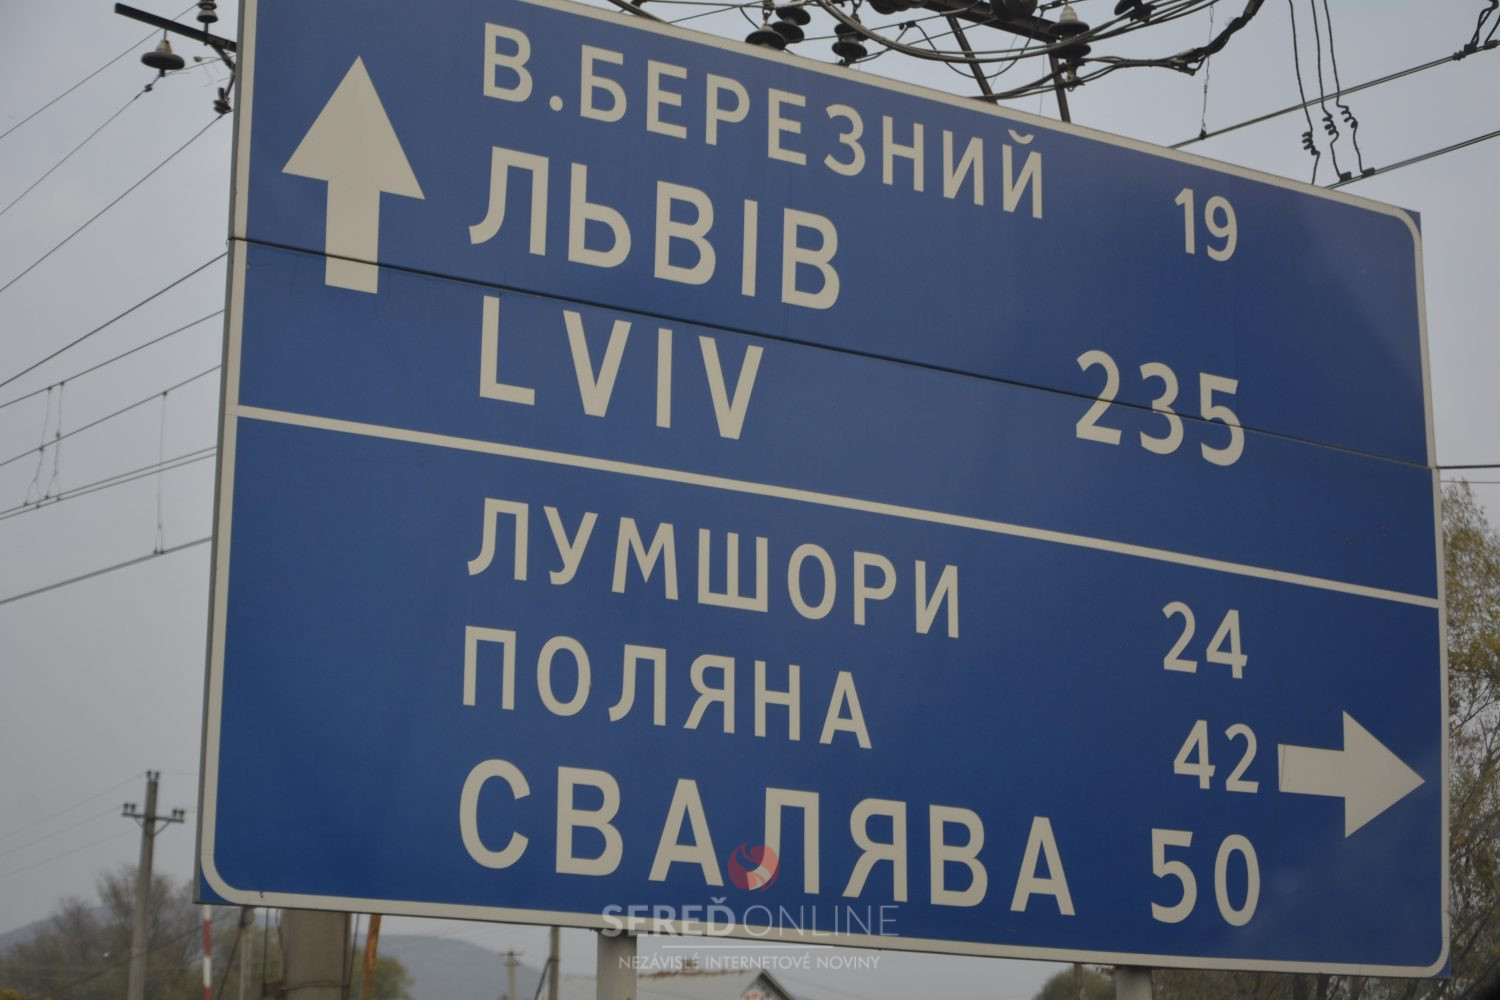 В.БЕРЕЗНИЙ 19
ЛЬВІВ
LVIV 235
ЛУМШОРИ 24
ПОЛЯНА 42
СВАЛЯВА 50
SEREĎONLINE
NEZÁVISLÉ INTERNETOVÉ NOVINY